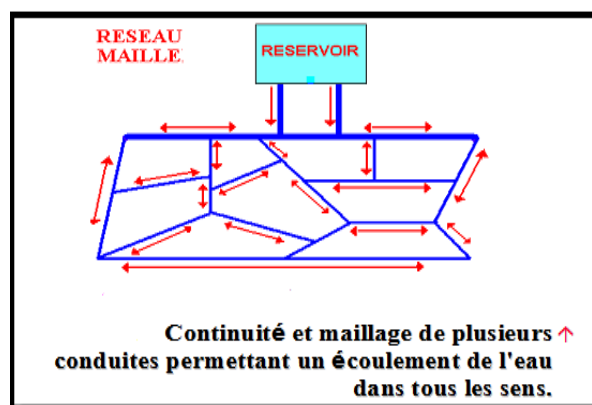 RESEAU
MAILLE
RESERVOIR
Continuité et maillage de plusieurs
conduites permettant un écoulement de l'eau
dans tous les sens.